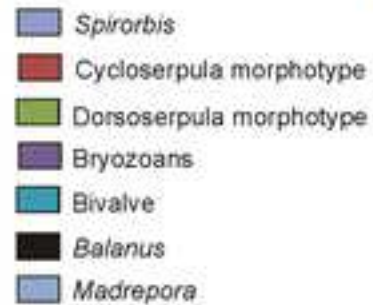 Spirorbis
Cycloserpula morphotype
Dorsoserpula morphotype
Bryozoans
Bivalve
Balanus
Madrepora